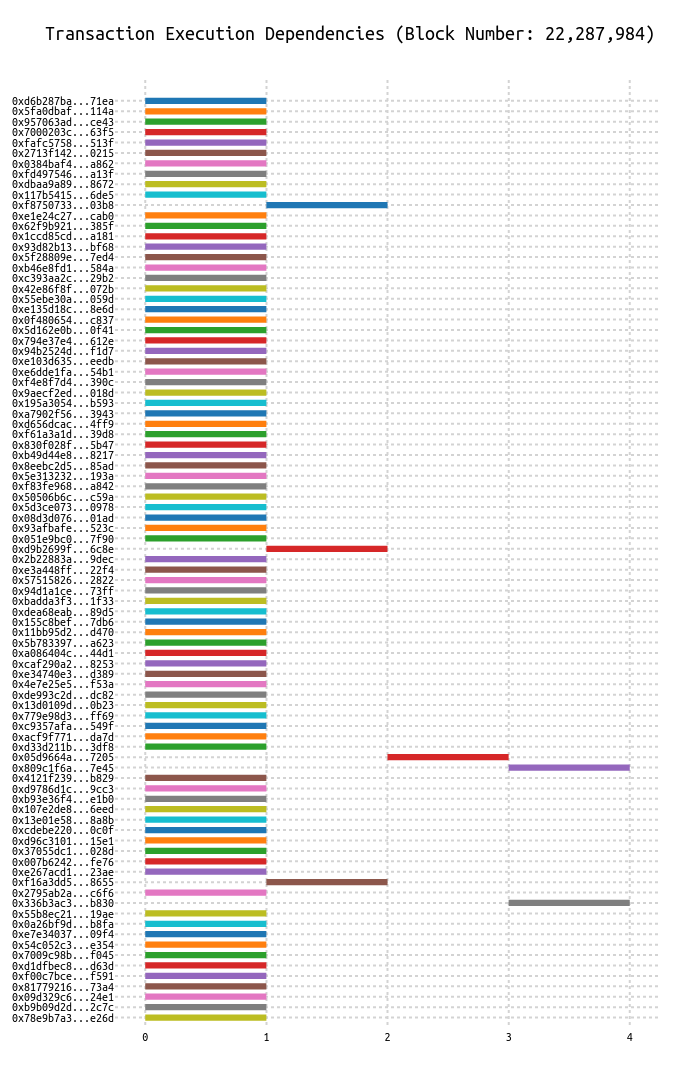 Transaction Execution Dependencies (Block Number: 22,287,984)
0xd6b287ba...71ea
0x5fa0dbaf...114a
0x957063ad...ce43
0x7000203c...63f5
0xfafc5758...513f
0x2713f142...0215
0x0384baf4...a862
0xfd497546...a13f
0xdbaa9a89...8672
0x117b5415...6de5
0xf8750733...03b8
0xe1e24c27...cab0
0x62f9b921...385f
0x1ccd85cd...a181
0x93d82b13...bf68
0x5f28809e...7ed4
0xb46e8fd1...584a
0xc393aa2c...29b2
0x42e86f8f...072b
0x55ebe30a...059d
0xe135d18c...8e6d
0x0f480654...c837
0x5d162e0b...0f41
0x794e37e4...612e
0x94b2524d...f1d7
0xe103d635...eedb
0xe6dde1fa...54b1
0xf4e8f7d4...390c
0x9aecf2ed...018d
0x195a3054...b593
0xa7902f56...3943
0xd656dcac...4ff9
0xf61a3a1d...39d8
0x830f028f...5b47
0xb49d44e8...8217
0x8eebc2d5...85ad
0x5e313232...193a
0xf83fe968...a842
0x50506b6c...c59a
0x5d3ce073...0978
0x08d3d076...01ad
0x93afbafe...523c
0x051e9bc0...7f90
0xd9b2699f...6c8e
0x2b22883a...9dec
0xe3a448ff...22f4
0x57515826...2822
0x94d1a1ce...73ff
0xbadda3f3...1f33
0xdea68eab...89d5
0x155c8bef...7db6
0x11bb95d2...d470
0x5b783397...a623
0xa086404c...44d1
0xcaf290a2...8253
0xe34740e3...d389
0x4e7e25e5...f53a
0xde993c2d...dc82
0x13d0109d...0b23
0x779e98d3...ff69
0xc9357afa...549f
0xacf9f771...da7d
0xd33d211b...3df8
0x05d9664a...7205
0x809c1f6a...7e45
0x4121f239...b829
0xd9786d1c...9cc3
0xb93e36f4...e1b0
0x107e2de8...6eed
0x13e01e58...8a8b
0xcdebe220...0c0f
0xd96c3101...15e1
0x37055dc1...028d
0x007b6242...fe76
0xe267acd1...23ae
0xf16a3dd5...8655
0x2795ab2a...c6f6
0x336b3ac3...b830
0x55b8ec21...19ae
0x0a26bf9d...b8fa
0xe7e34037...09f4
0x54c052c3...e354
0x7009c98b...f045
0xd1dfbec8...d63d
0xf00c7bce...f591
0x81779216...73a4
0x09d329c6...24e1
0xb9b09d2d...2c7c
0x78e9b7a3...e26d
0 1 2 3 4